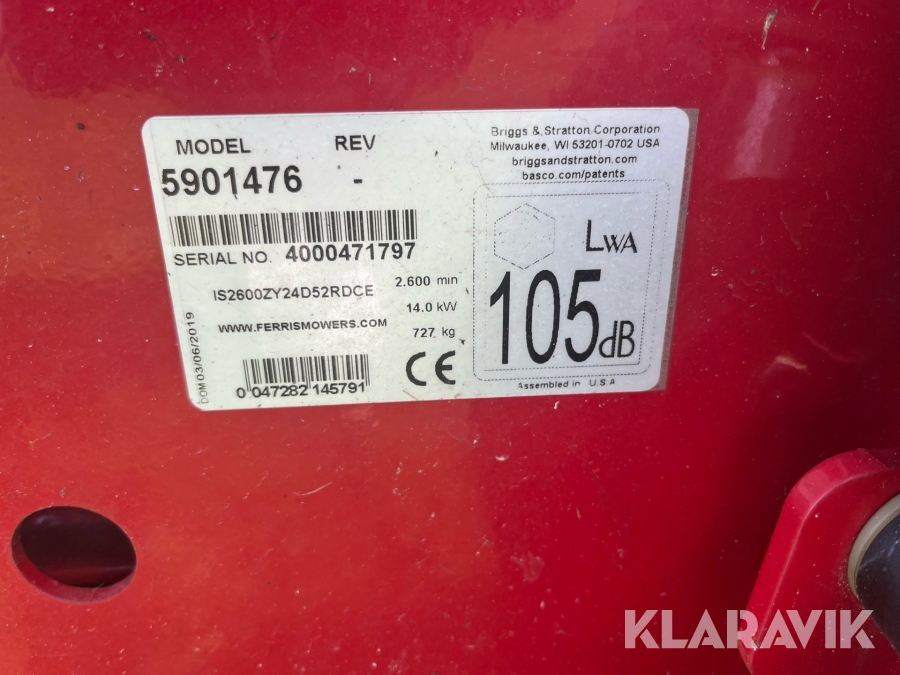 MODEL REV
5901476 -
SERIAL NO. 4000471797
IS2600ZY24D52RDCE
WWW.FERRISMOWERS.COM
2.600 min
14.0 kW
727 kg
DOM 03/06/2019
0 047282 145791
CE
Briggs & Stratton Corporation
Milwaukee, WI 53201-0702 USA
briggsandstratton.com
basco.com/patents
LWA
105dB
Assembled in U.S.A
KLARAVIK